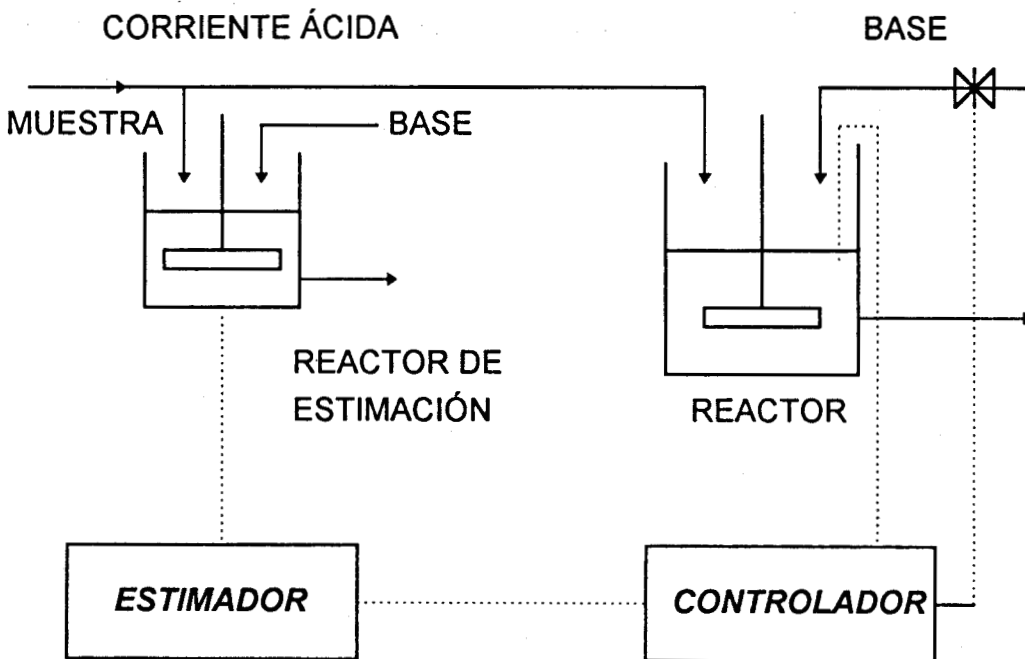 CORRIENTE ÁCIDA
BASE
MUESTRA
BASE
REACTOR DE
ESTIMACIÓN
REACTOR
ESTIMADOR
CONTROLADOR